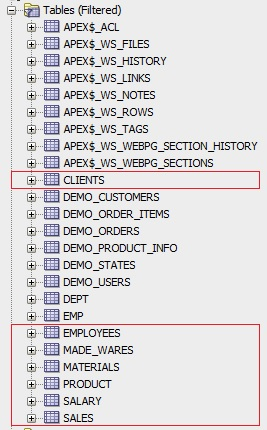 Tables (Filtered)
APEX$_ACL
APEX$_WS_FILES
APEX$_WS_HISTORY
APEX$_WS_LINKS
APEX$_WS_NOTES
APEX$_WS_ROWS
APEX$_WS_TAGS
APEX$_WS_WEBPG_SECTION_HISTORY
APEX$_WS_WEBPG_SECTIONS
CLIENTS
DEMO_CUSTOMERS
DEMO_ORDER_ITEMS
DEMO_ORDERS
DEMO_PRODUCT_INFO
DEMO_STATES
DEMO_USERS
DEPT
EMP
EMPLOYEES
MADE_WARES
MATERIALS
PRODUCT
SALARY
SALES